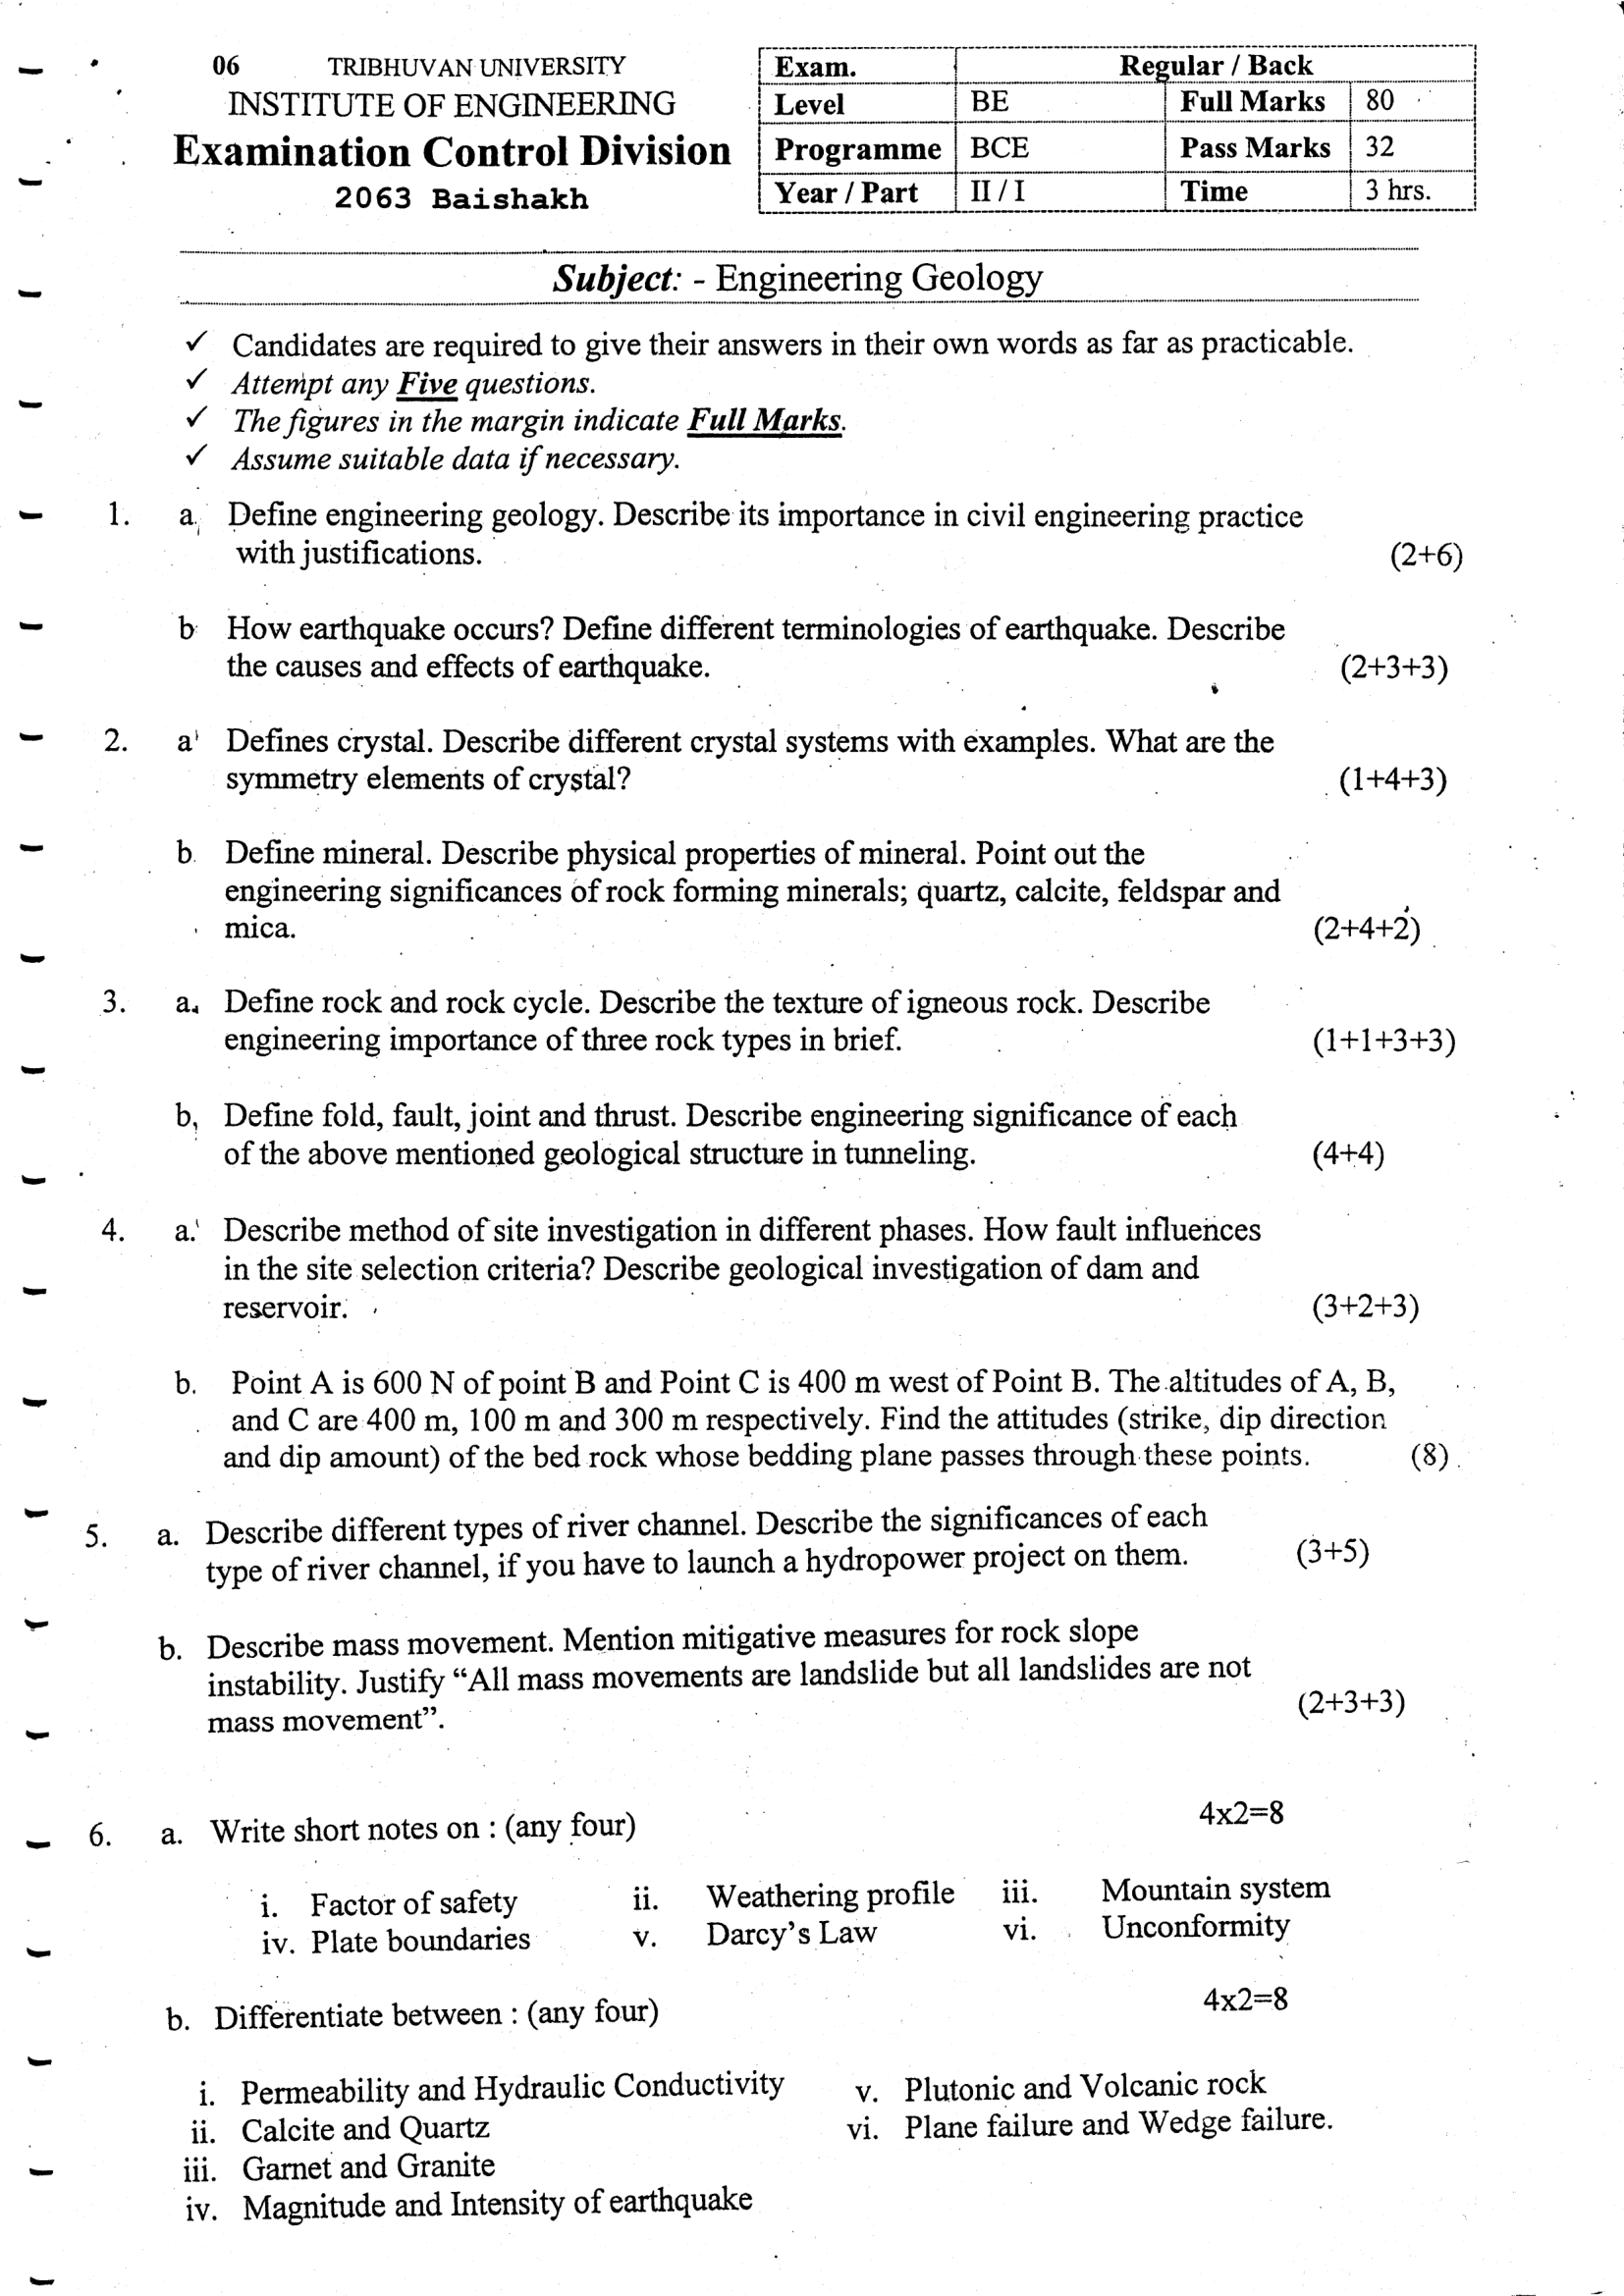 06 TRIBHUVAN UNIVERSITY
INSTITUTE OF ENGINEERING
Examination Control Division
2063 Baishakh
Exam. Regular / Back
Level BE Full Marks 80
Programme BCE Pass Marks 32
Year / Part II / I Time 3 hrs.
Subject: - Engineering Geology
✓ Candidates are required to give their answers in their own words as far as practicable.
✓ Attempt any Five questions.
✓ The figures in the margin indicate Full Marks.
✓ Assume suitable data if necessary.
1. a. Define engineering geology. Describe its importance in civil engineering practice
with justifications. (2+6)
b How earthquake occurs? Define different terminologies of earthquake. Describe
the causes and effects of earthquake. (2+3+3)
2. a Defines crystal. Describe different crystal systems with examples. What are the
symmetry elements of crystal? (1+4+3)
b. Define mineral. Describe physical properties of mineral. Point out the
engineering significances of rock forming minerals; quartz, calcite, feldspar and
mica. (2+4+2)
3. a. Define rock and rock cycle. Describe the texture of igneous rock. Describe
engineering importance of three rock types in brief. (1+1+3+3)
b, Define fold, fault, joint and thrust. Describe engineering significance of each
of the above mentioned geological structure in tunneling. (4+4)
4. a. Describe method of site investigation in different phases. How fault influences
in the site selection criteria? Describe geological investigation of dam and
reservoir. (3+2+3)
b. Point A is 600 N of point B and Point C is 400 m west of Point B. The altitudes of A, B,
and C are 400 m, 100 m and 300 m respectively. Find the attitudes (strike, dip direction
and dip amount) of the bed rock whose bedding plane passes through these points. (8)
5. a. Describe different types of river channel. Describe the significances of each
type of river channel, if you have to launch a hydropower project on them. (3+5)
b. Describe mass movement. Mention mitigative measures for rock slope
instability. Justify “All mass movements are landslide but all landslides are not
mass movement”. (2+3+3)
6. a. Write short notes on : (any four) 4x2=8
i. Factor of safety ii. Weathering profile iii. Mountain system
iv. Plate boundaries v. Darcy’s Law vi. Unconformity
b. Differentiate between : (any four) 4x2=8
i. Permeability and Hydraulic Conductivity v. Plutonic and Volcanic rock
ii. Calcite and Quartz vi. Plane failure and Wedge failure.
iii. Garnet and Granite
iv. Magnitude and Intensity of earthquake